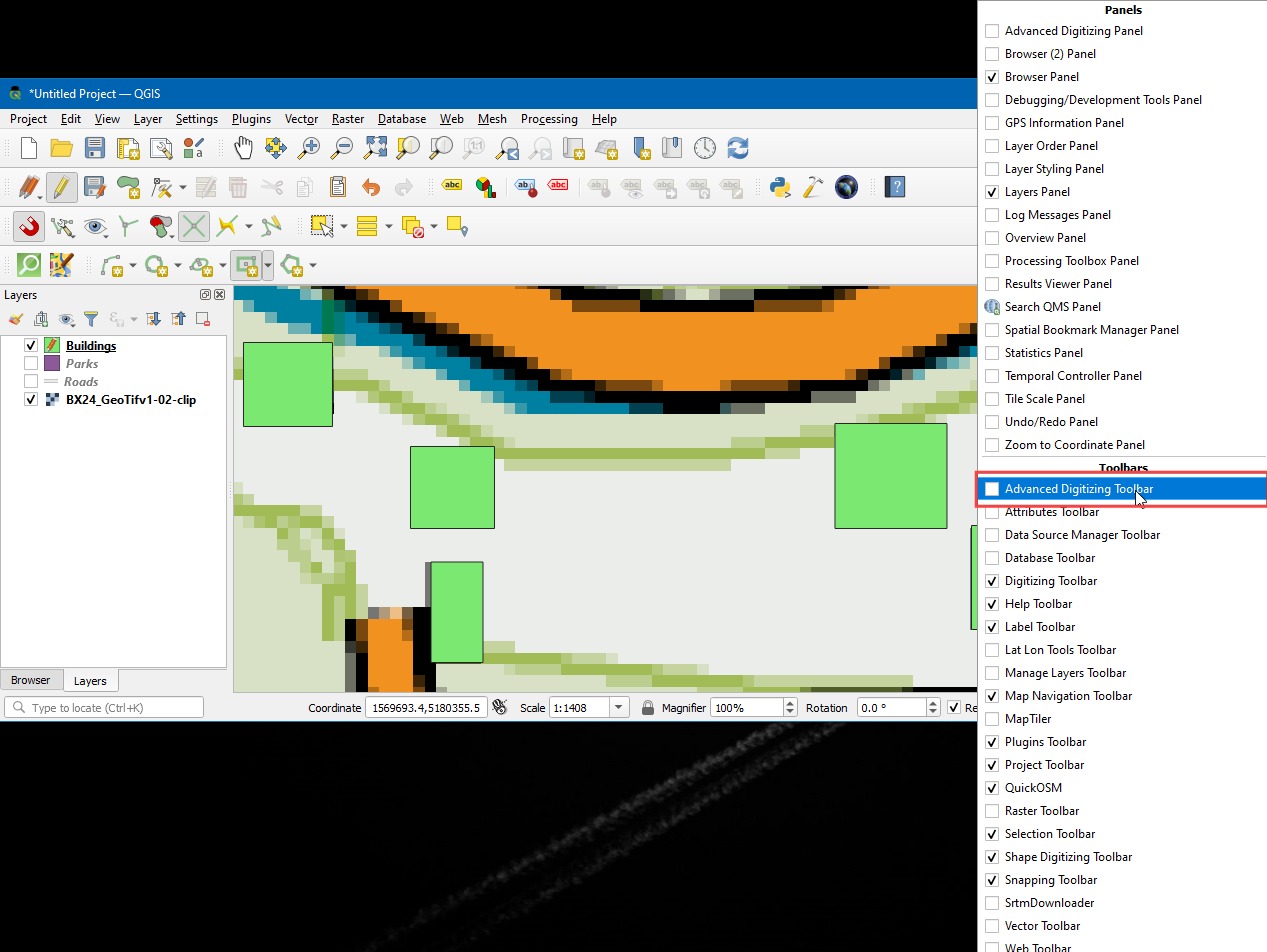 *Untitled Project — QGIS
Project Edit View Layer Settings Plugins Vector Raster Database Web Mesh Processing Help
abc
abc
Layers
Buildings
Parks
Roads
BX24_GeoTifv1-02-clip
Browser
Layers
Type to locate (Ctrl+K)
Coordinate 1569693.4,5180355.5 Scale 1:1408 Magnifier 100% Rotation 0.0 ° Re
Panels
Advanced Digitizing Panel
Browser (2) Panel
Browser Panel
Debugging/Development Tools Panel
GPS Information Panel
Layer Order Panel
Layer Styling Panel
Layers Panel
Log Messages Panel
Overview Panel
Processing Toolbox Panel
Results Viewer Panel
Search QMS Panel
Spatial Bookmark Manager Panel
Statistics Panel
Temporal Controller Panel
Tile Scale Panel
Undo/Redo Panel
Zoom to Coordinate Panel
Toolbars
Advanced Digitizing Toolbar
Attributes Toolbar
Data Source Manager Toolbar
Database Toolbar
Digitizing Toolbar
Help Toolbar
Label Toolbar
Lat Lon Tools Toolbar
Manage Layers Toolbar
Map Navigation Toolbar
MapTiler
Plugins Toolbar
Project Toolbar
QuickOSM
Raster Toolbar
Selection Toolbar
Shape Digitizing Toolbar
Snapping Toolbar
SrtmDownloader
Vector Toolbar
Web Toolbar